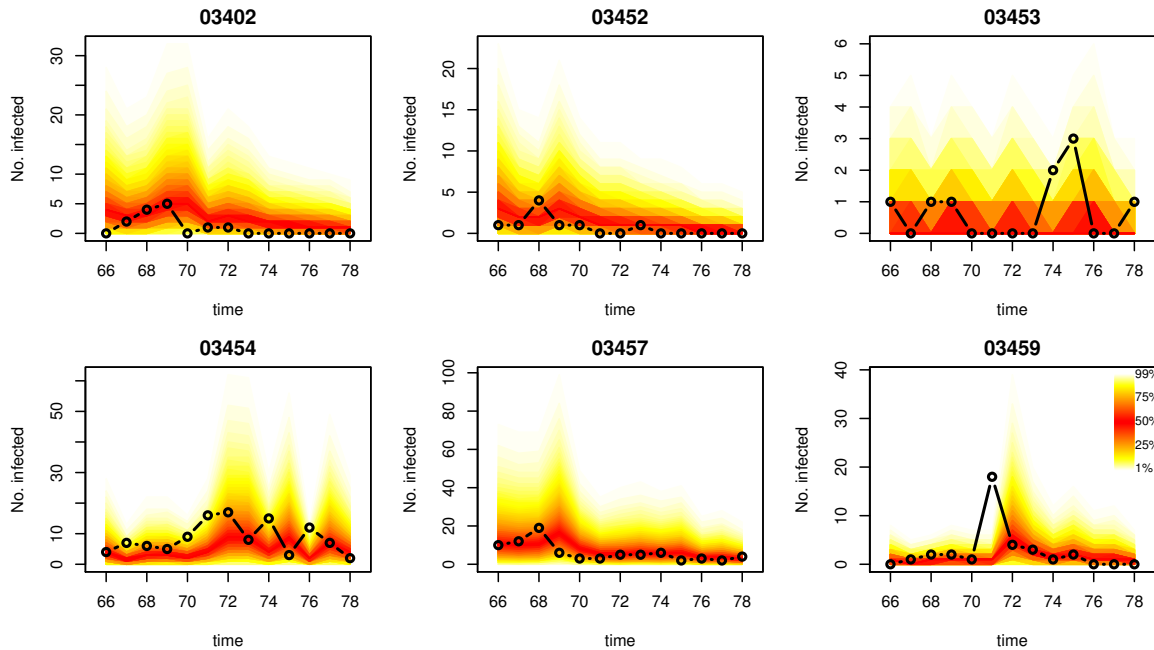 03402
No. infected
0 5 10 20 30
66 68 70 72 74 76 78
time
03452
No. infected
0 5 10 15 20
66 68 70 72 74 76 78
time
03453
No. infected
0 1 2 3 4 5 6
66 68 70 72 74 76 78
time
03454
No. infected
0 10 30 50
66 68 70 72 74 76 78
time
03457
No. infected
0 20 40 60 80 100
66 68 70 72 74 76 78
time
03459
No. infected
0 10 20 30 40
66 68 70 72 74 76 78
time
99%
75%
50%
25%
1%